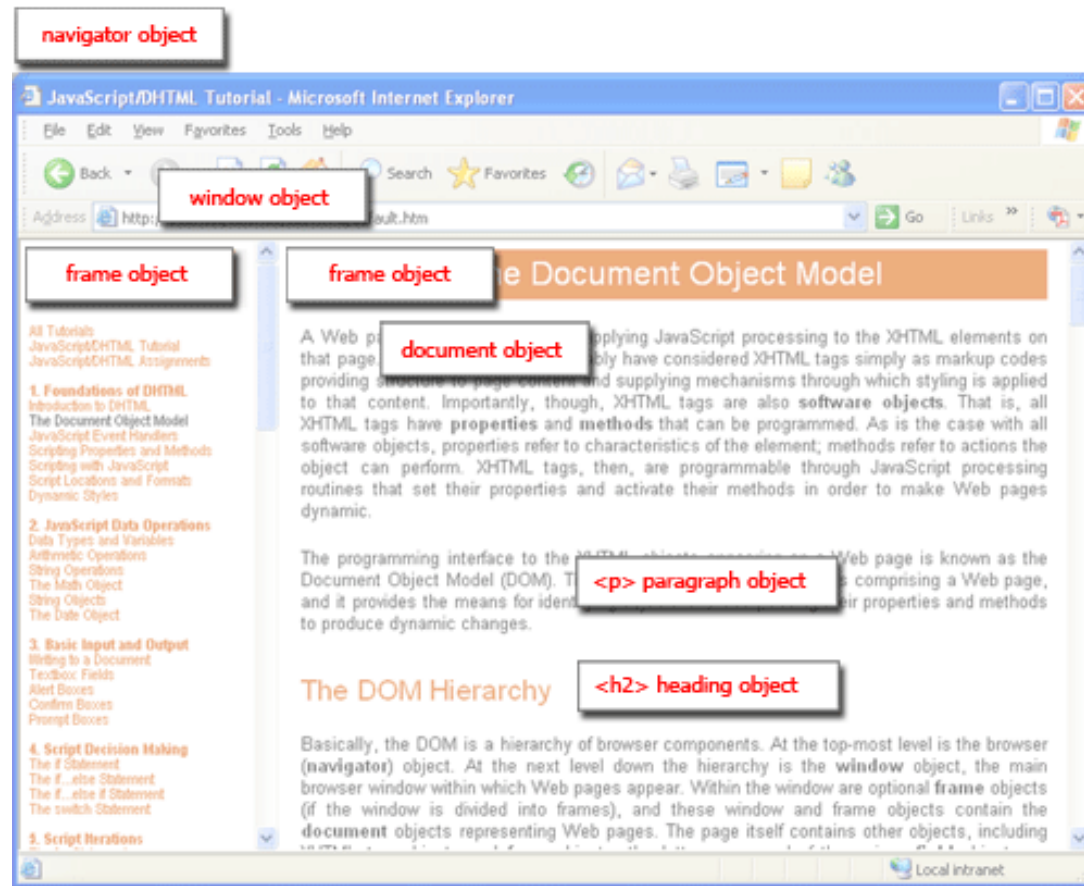 navigator object
JavaScript/DHTML Tutorial - Microsoft Internet Explorer
File Edit View Favorites Tools Help
Back Search Favorites
window object
Address http:/ fault.htm Go Links »
frame object
All Tutorials
JavaScript/DHTML Tutorial
JavaScript/DHTML Assignments
1. Foundations of DHTML
Introduction to DHTML
The Document Object Model
JavaScript Event Handlers
Scripting Properties and Methods
Scripting with JavaScript
Script Locations and Formats
Dynamic Styles
2. JavaScript Data Operations
Data Types and Variables
Arithmetic Operations
String Operations
The Math Object
String Objects
The Date Object
3. Basic Input and Output
Writing to a Document
Textbox Fields
Alert Boxes
Confirm Boxes
Prompt Boxes
4. Script Decision Making
The if Statement
The if...else Statement
The if...else if Statement
The switch Statement
5. Script Iterations
frame object
e Document Object Model
A Web p pplying JavaScript processing to the XHTML elements on
document object
that page. bly have considered XHTML tags simply as markup codes
providing structure to page content and supplying mechanisms through which styling is applied
to that content. Importantly, though, XHTML tags are also software objects. That is, all
XHTML tags have properties and methods that can be programmed. As is the case with all
software objects, properties refer to characteristics of the element; methods refer to actions the
object can perform. XHTML tags, then, are programmable through JavaScript processing
routines that set their properties and activate their methods in order to make Web pages
dynamic.
The programming interface to the XHTML objects appearing on a Web page is known as the
<p> paragraph object
Document Object Model (DOM). T s comprising a Web page,
and it provides the means for ident eir properties and methods
to produce dynamic changes.
The DOM Hierarchy
<h2> heading object
Basically, the DOM is a hierarchy of browser components. At the top-most level is the browser
(navigator) object. At the next level down the hierarchy is the window object, the main
browser window within which Web pages appear. Within the window are optional frame objects
(if the window is divided into frames), and these window and frame objects contain the
document objects representing Web pages. The page itself contains other objects, including
Local intranet